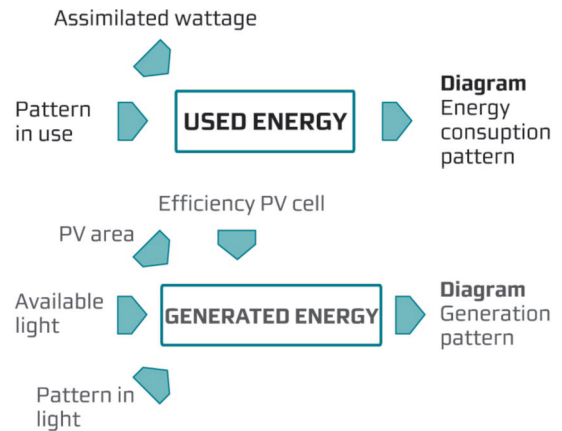 Assimilated wattage
Pattern
in use
USED ENERGY
Diagram
Energy
consuption
pattern
Efficiency PV cell
PV area
Available
light
GENERATED ENERGY
Diagram
Generation
pattern
Pattern in
light